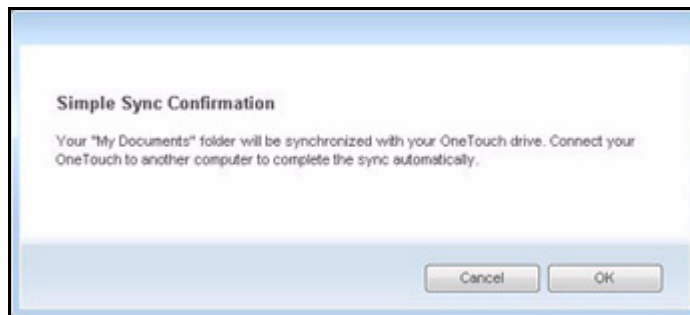 Simple Sync Confirmation
Your "My Documents" folder will be synchronized with your OneTouch drive. Connect your
OneTouch to another computer to complete the sync automatically.
Cancel OK